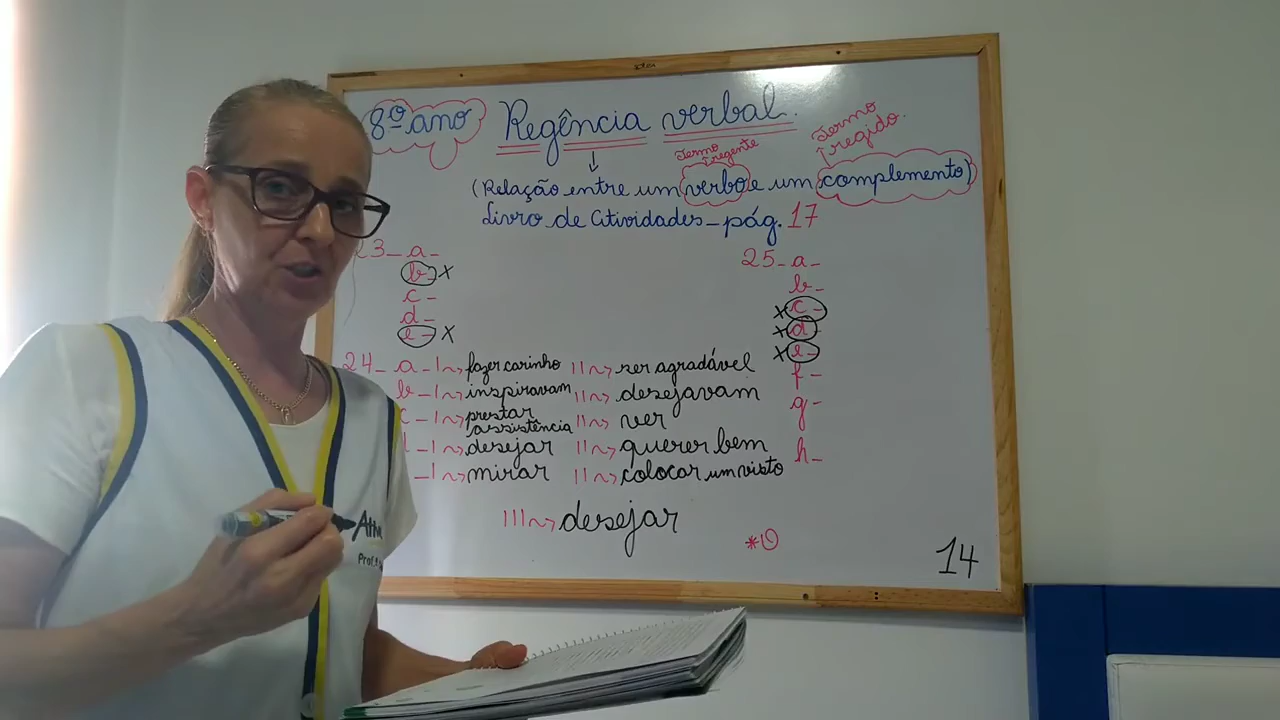 8º ano Regência verbal.
Termo regente
Termo regido.
(Relação entre um verbo e um complemento)
Livro de Atividades - pág. 17
23 - a -
b - x
c -
d -
e - x
24 - a - I ~> fazer carinho II ~> ser agradável
b - I ~> inspiravam II ~> desejavam
c - I ~> prestar assistência II ~> ver
- I ~> desejar II ~> querer bem
- I ~> mirar II ~> colocar um visto
III ~> desejar
25 - a -
b -
x c -
x d -
x e -
f -
g -
h -
14